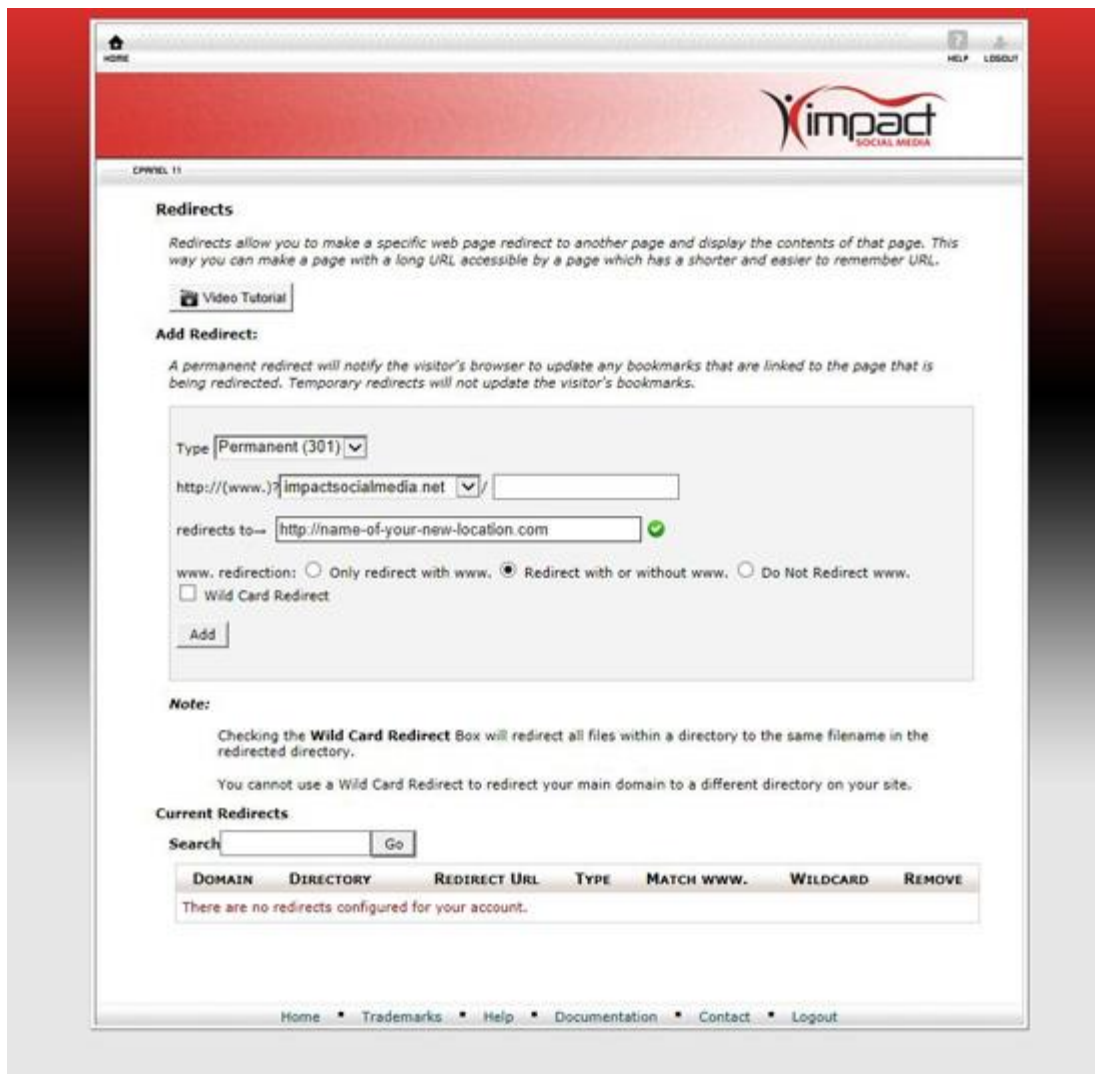 HOME
HELP LOGOUT
impact
SOCIAL MEDIA
CPANEL 11
Redirects
Redirects allow you to make a specific web page redirect to another page and display the contents of that page. This
way you can make a page with a long URL accessible by a page which has a shorter and easier to remember URL.
Video Tutorial
Add Redirect:
A permanent redirect will notify the visitor's browser to update any bookmarks that are linked to the page that is
being redirected. Temporary redirects will not update the visitor's bookmarks.
Type Permanent (301)
http://(www.)? impactsocialmedia.net /
redirects to→ http://name-of-your-new-location.com
www. redirection: Only redirect with www. Redirect with or without www. Do Not Redirect www.
Wild Card Redirect
Add
Note:
Checking the Wild Card Redirect Box will redirect all files within a directory to the same filename in the
redirected directory.
You cannot use a Wild Card Redirect to redirect your main domain to a different directory on your site.
Current Redirects
Search Go
DOMAIN DIRECTORY REDIRECT URL TYPE MATCH WWW. WILDCARD REMOVE
There are no redirects configured for your account.
Home ▪ Trademarks ▪ Help ▪ Documentation ▪ Contact ▪ Logout